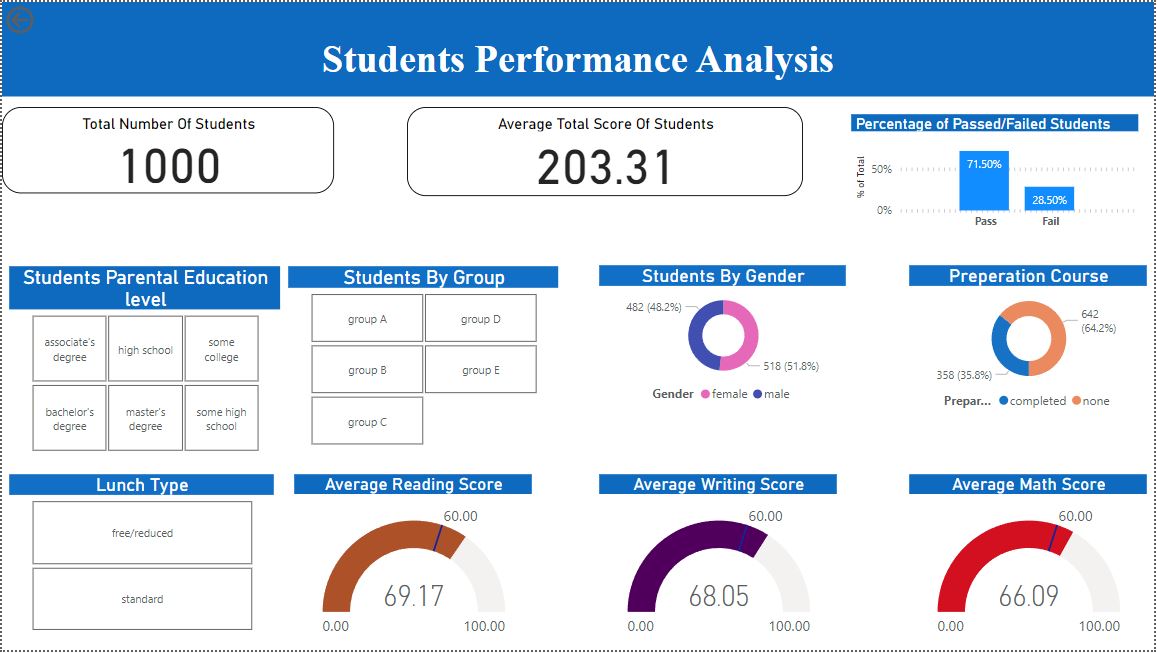 Students Performance Analysis
Total Number Of Students
1000
Average Total Score Of Students
203.31
Percentage of Passed/Failed Students
% of Total
50%
0%
71.50%
28.50%
Pass
Fail
Students Parental Education
level
associate's
degree
high school
some
college
bachelor's
degree
master's
degree
some high
school
Students By Group
group A
group D
group B
group E
group C
Students By Gender
482 (48.2%)
518 (51.8%)
Gender
female
male
Preperation Course
642
(64.2%)
358 (35.8%)
Prepar...
completed
none
Lunch Type
free/reduced
standard
Average Reading Score
60.00
69.17
0.00
100.00
Average Writing Score
60.00
68.05
0.00
100.00
Average Math Score
60.00
66.09
0.00
100.00